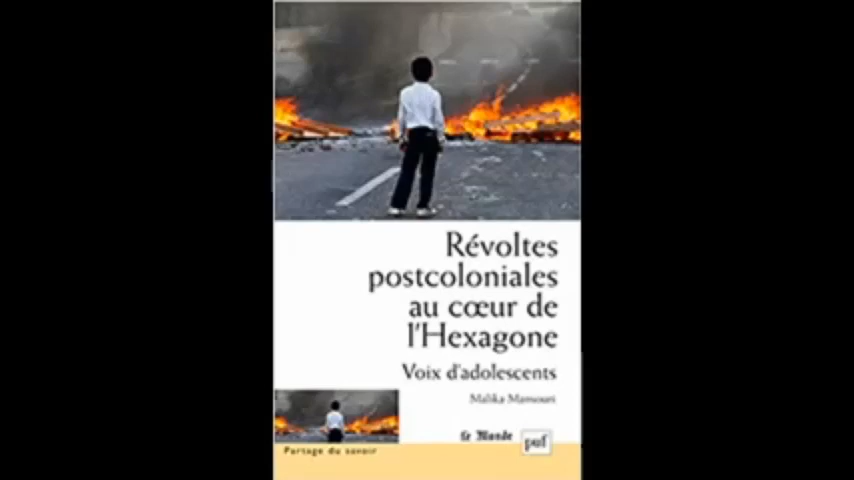 Révoltes
postcoloniales
au cœur de
l'Hexagone
Voix d'adolescents
Malika Mansouri
Le Monde
puf
Partage du savoir